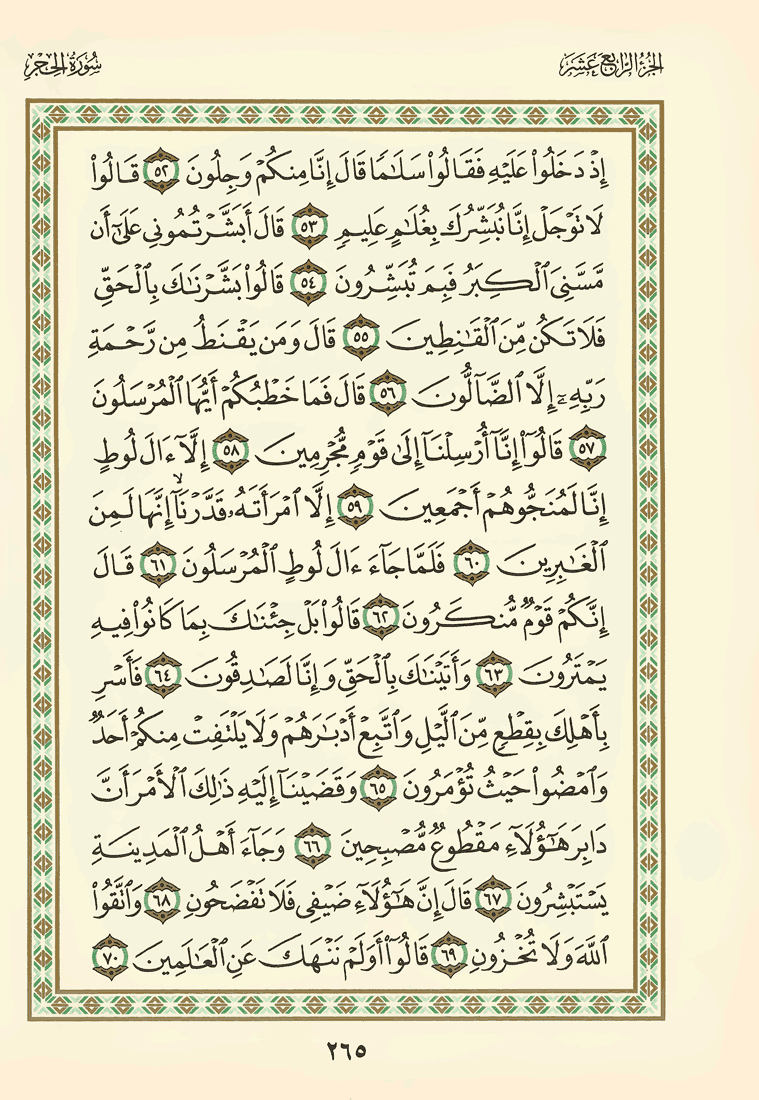 الجزء الرابع عشر
سورة الحجر
إِذْ دَخَلُوا۟ عَلَيْهِ فَقَالُوا۟ سَلَـٰمًا قَالَ إِنَّا مِنكُمْ وَجِلُونَ ٥٢ قَالُوا۟
لَا تَوْجَلْ إِنَّا نُبَشِّرُكَ بِغُلَـٰمٍ عَلِيمٍ ٥٣ قَالَ أَبَشَّرْتُمُونِى عَلَىٰٓ أَن
مَّسَّنِىَ ٱلْكِبَرُ فَبِمَ تُبَشِّرُونَ ٥٤ قَالُوا۟ بَشَّرْنَـٰكَ بِٱلْحَقِّ
فَلَا تَكُن مِّنَ ٱلْقَـٰنِطِينَ ٥٥ قَالَ وَمَن يَقْنَطُ مِن رَّحْمَةِ
رَبِّهِۦٓ إِلَّا ٱلضَّآلُّونَ ٥٦ قَالَ فَمَا خَطْبُكُمْ أَيُّهَا ٱلْمُرْسَلُونَ
٥٧ قَالُوٓا۟ إِنَّآ أُرْسِلْنَآ إِلَىٰ قَوْمٍ مُّجْرِمِينَ ٥٨ إِلَّآ ءَالَ لُوطٍ
إِنَّا لَمُنَجُّوهُمْ أَجْمَعِينَ ٥٩ إِلَّا ٱمْرَأَتَهُۥ قَدَّرْنَآ ۙ إِنَّهَا لَمِنَ
ٱلْغَـٰبِرِينَ ٦٠ فَلَمَّا جَآءَ ءَالَ لُوطٍ ٱلْمُرْسَلُونَ ٦١ قَالَ
إِنَّكُمْ قَوْمٌ مُّنكَرُونَ ٦٢ قَالُوا۟ بَلْ جِئْنَـٰكَ بِمَا كَانُوا۟ فِيهِ
يَمْتَرُونَ ٦٣ وَأَتَيْنَـٰكَ بِٱلْحَقِّ وَإِنَّا لَصَـٰدِقُونَ ٦٤ فَأَسْرِ
بِأَهْلِكَ بِقِطْعٍ مِّنَ ٱلَّيْلِ وَٱتَّبِعْ أَدْبَـٰرَهُمْ وَلَا يَلْتَفِتْ مِنكُمْ أَحَدٌ
وَٱمْضُوا۟ حَيْثُ تُؤْمَرُونَ ٦٥ وَقَضَيْنَآ إِلَيْهِ ذَٰلِكَ ٱلْأَمْرَ أَنَّ
دَابِرَ هَـٰٓؤُلَآءِ مَقْطُوعٌ مُّصْبِحِينَ ٦٦ وَجَآءَ أَهْلُ ٱلْمَدِينَةِ
يَسْتَبْشِرُونَ ٦٧ قَالَ إِنَّ هَـٰٓؤُلَآءِ ضَيْفِى فَلَا تَفْضَحُونِ ٦٨ وَٱتَّقُوا۟
ٱللَّهَ وَلَا تُخْزُونِ ٦٩ قَالُوٓا۟ أَوَلَمْ نَنْهَكَ عَنِ ٱلْعَـٰلَمِينَ ٧٠
٢٦٥